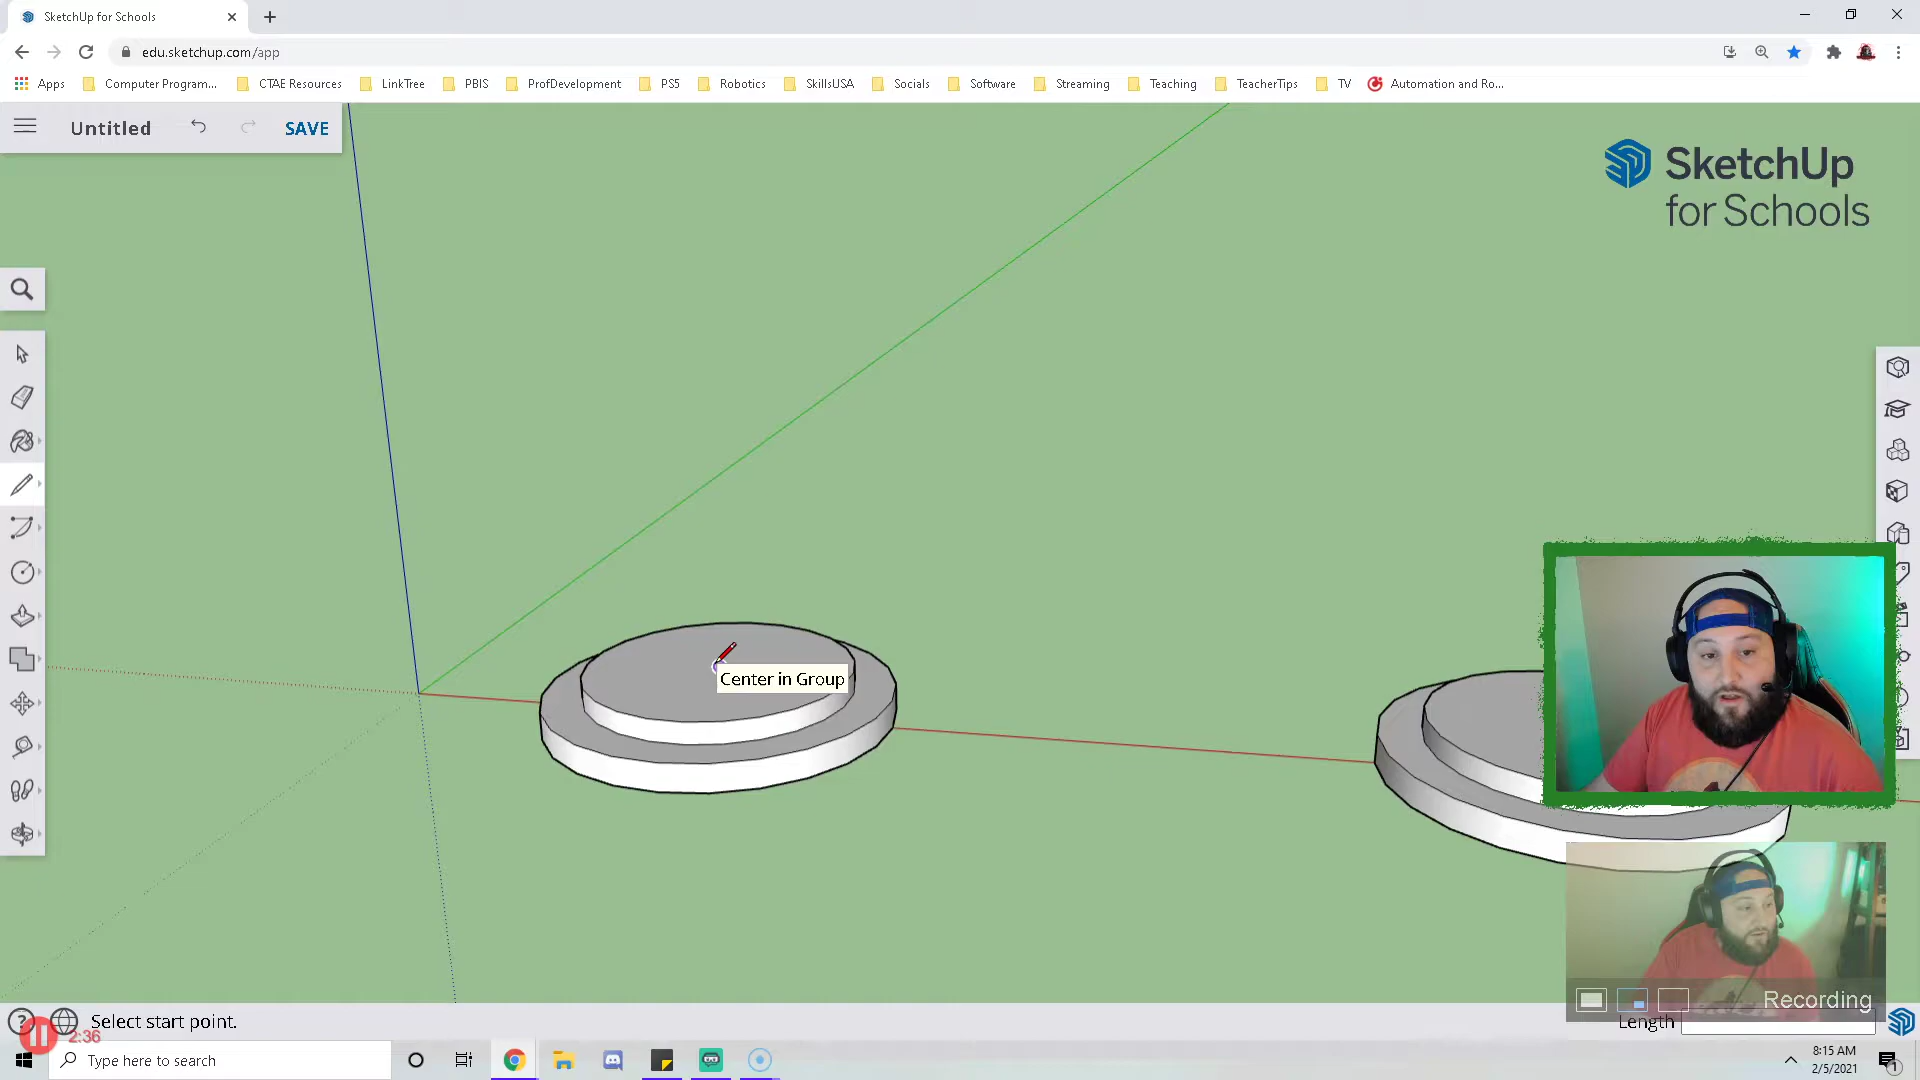 SketchUp for Schools
edu.sketchup.com/app
Apps Computer Program... CTAE Resources LinkTree PBIS ProfDevelopment PS5 Robotics SkillsUSA Socials Software Streaming Teaching TeacherTips TV Automation and Ro...
Untitled SAVE
SketchUp
for Schools
Center in Group
Recording
Select start point.
Length
2:36
Type here to search
8:15 AM
2/5/2021